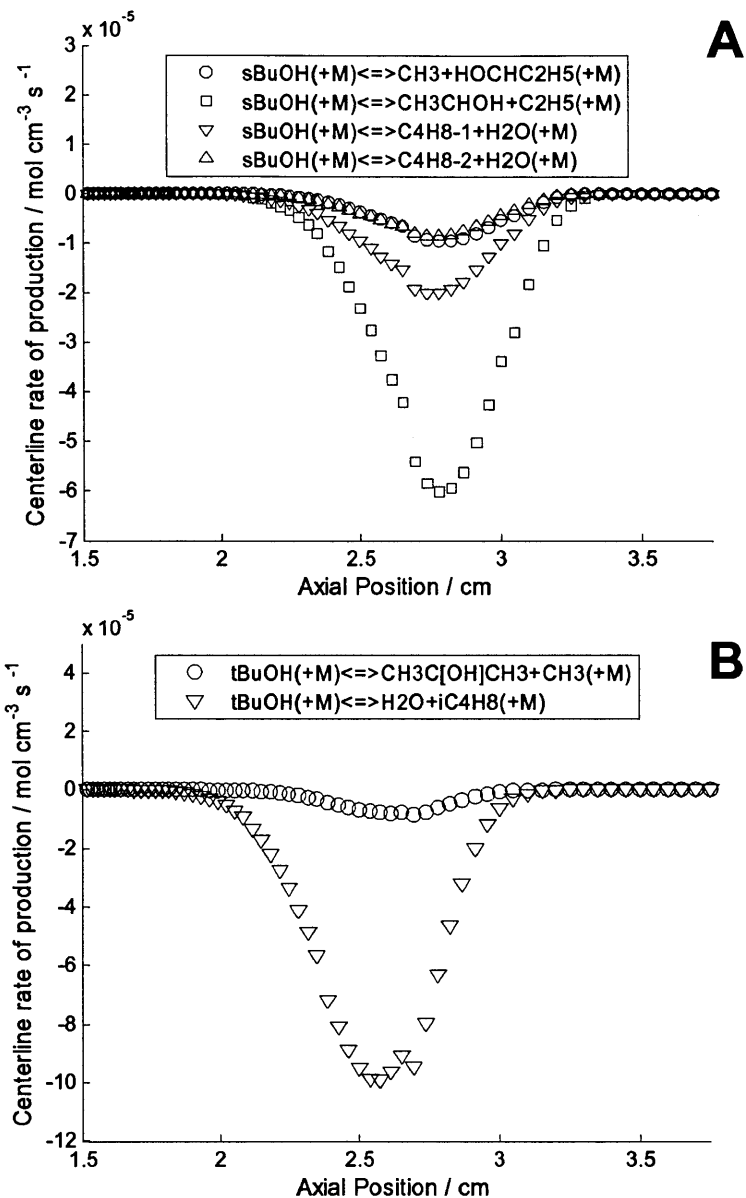 A
x 10-5
3
2
1
0
-1
-2
-3
-4
-5
-6
-7
sBuOH(+M)<=>CH3+HOCHC2H5(+M)
sBuOH(+M)<=>CH3CHOH+C2H5(+M)
sBuOH(+M)<=>C4H8-1+H2O(+M)
sBuOH(+M)<=>C4H8-2+H2O(+M)
Centerline rate of production / mol cm-3 s-1
1.5 2 2.5 3 3.5
Axial Position / cm
B
x 10-5
4
2
0
-2
-4
-6
-8
-10
-12
tBuOH(+M)<=>CH3C[OH]CH3+CH3(+M)
tBuOH(+M)<=>H2O+iC4H8(+M)
Centerline rate of production / mol cm-3 s-1
1.5 2 2.5 3 3.5
Axial Position / cm